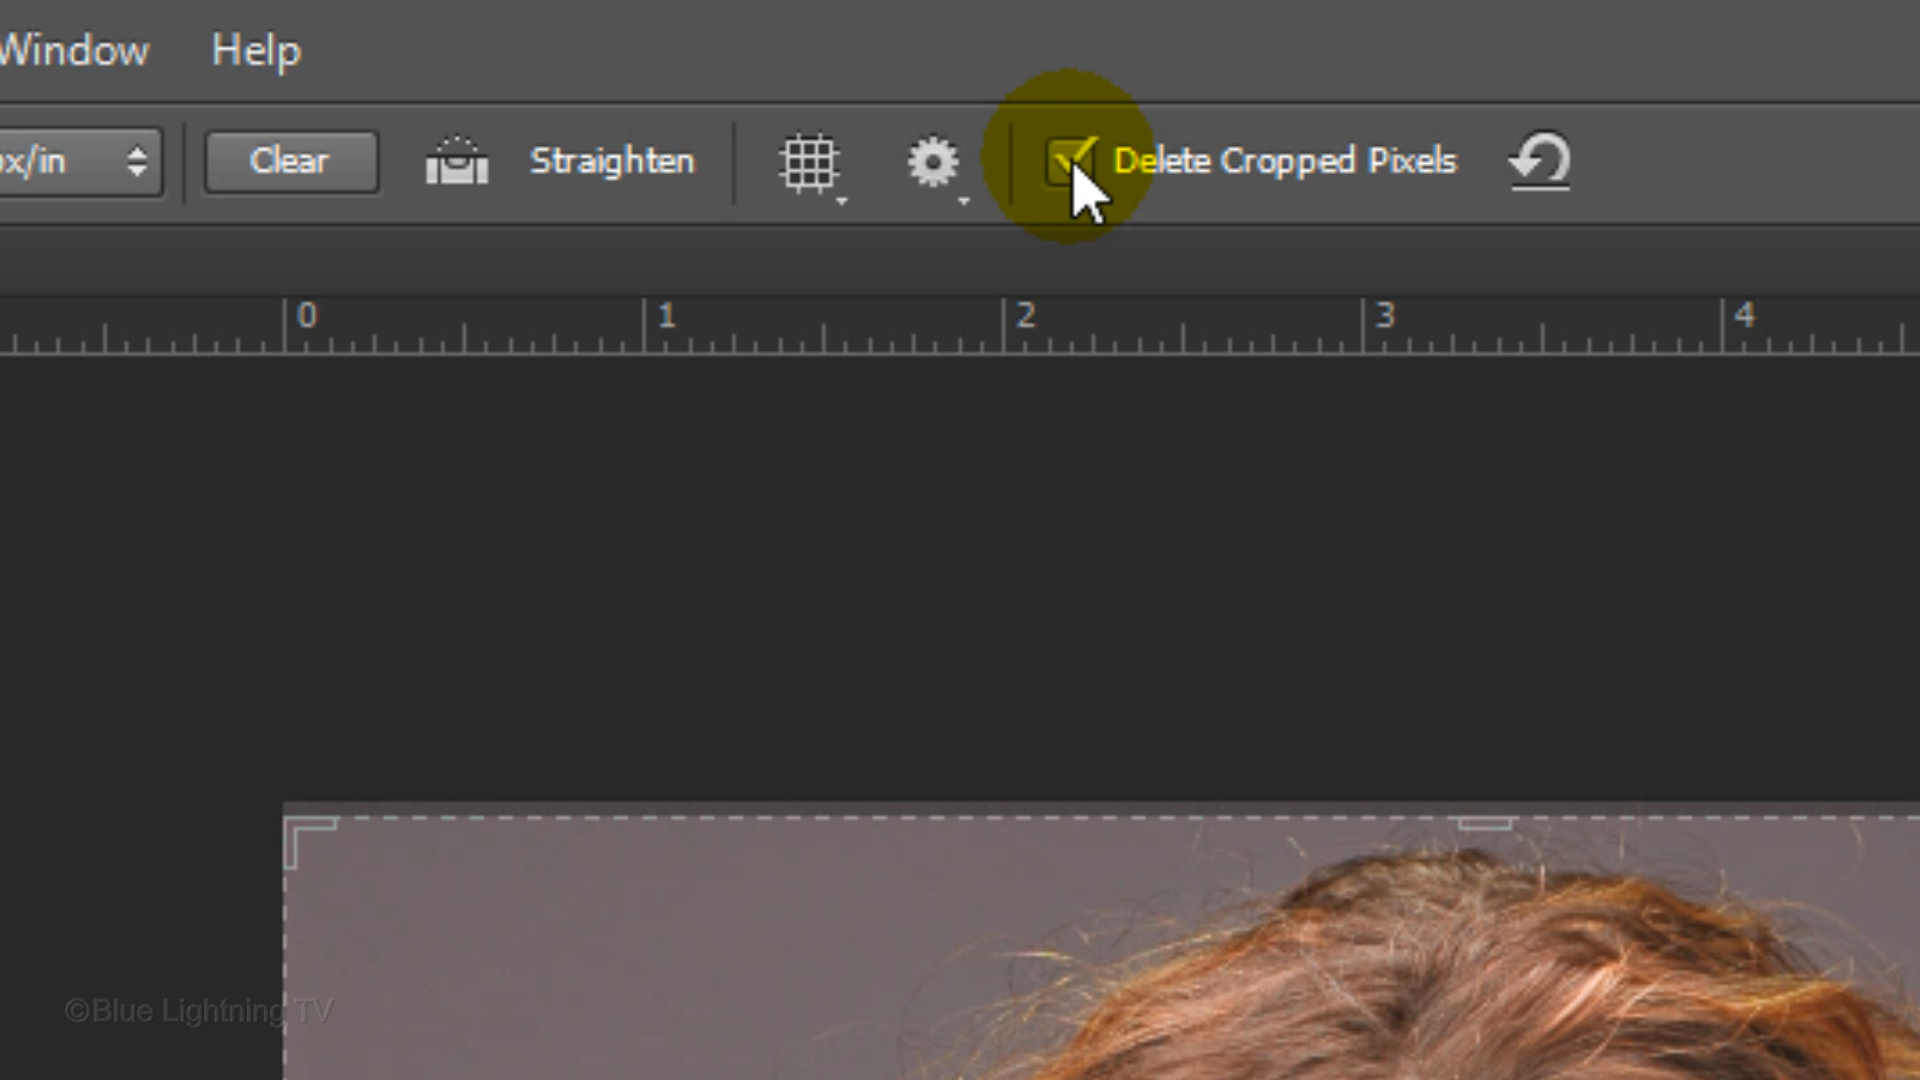 Window Help
px/in Clear Straighten Delete Cropped Pixels
0 1 2 3 4
©Blue Lightning TV